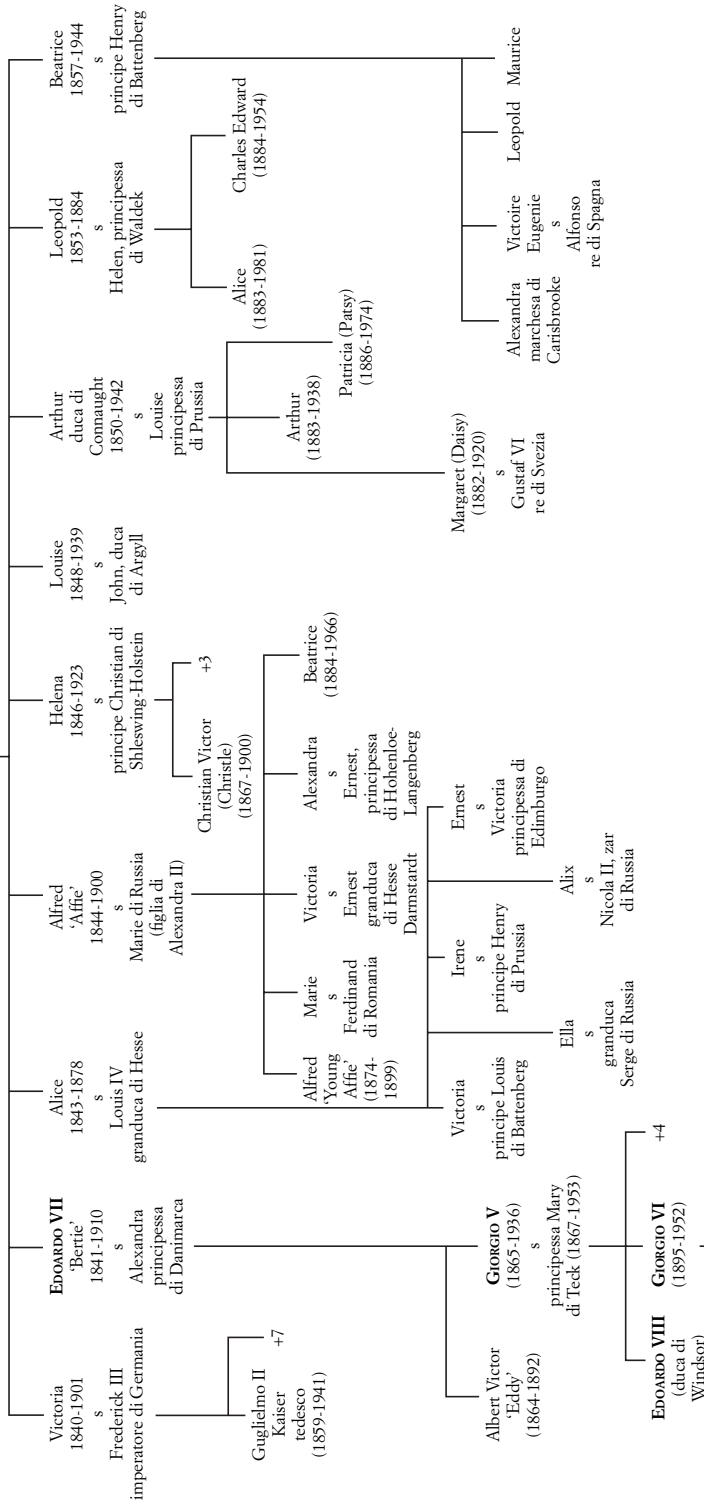 Victoria
1840-1901
s
Frederick III
imperatore di Germania
Guglielmo II
Kaiser
tedesco
(1859-1941)
+7
EDOARDO VII
‘Bertie’
1841-1910
s
Alexandra
principessa
di Danimarca
Albert Victor
‘Eddy’
(1864-1892)
GIORGIO V
(1865-1936)
s
principessa Mary
di Teck (1867-1953)
EDOARDO VIII
(duca di
Windsor)
GIORGIO VI
(1895-1952)
+4
Alice
1843-1878
s
Louis IV
granduca di Hesse
Victoria
s
principe Louis
di Battenberg
Ella
s
granduca
Serge di Russia
Irene
s
principe Henry
di Prussia
Alix
s
Nicola II, zar
di Russia
Ernest
s
Victoria
principessa di
Edimburgo
Alfred
‘Affie’
1844-1900
s
Marie di Russia
(figlia di
Alexandra II)
Alfred
‘Young
Affie’
(1874-
1899)
Marie
s
Ferdinand
di Romania
Victoria
s
Ernest
granduca
di Hesse
Darmstardt
Alexandra
s
Ernest,
principessa
di Hohenloe-
Langenberg
Beatrice
(1884-1966)
Helena
1846-1923
s
principe Christian di
Shleswing-Holstein
Christian Victor
(Christle)
(1867-1900)
+3
Louise
1848-1939
s
John, duca
di Argyll
Arthur
duca di
Connaught
1850-1942
s
Louise
principessa
di Prussia
Margaret (Daisy)
(1882-1920)
s
Gustaf VI
re di Svezia
Arthur
(1883-1938)
Patricia (Patsy)
(1886-1974)
Leopold
1853-1884
s
Helen, principessa
di Waldek
Alice
(1883-1981)
Charles Edward
(1884-1954)
Beatrice
1857-1944
s
principe Henry
di Battenberg
Alexandra
marchesa di
Carisbrooke
Victoire
Eugenie
s
Alfonso
re di Spagna
Leopold
Maurice